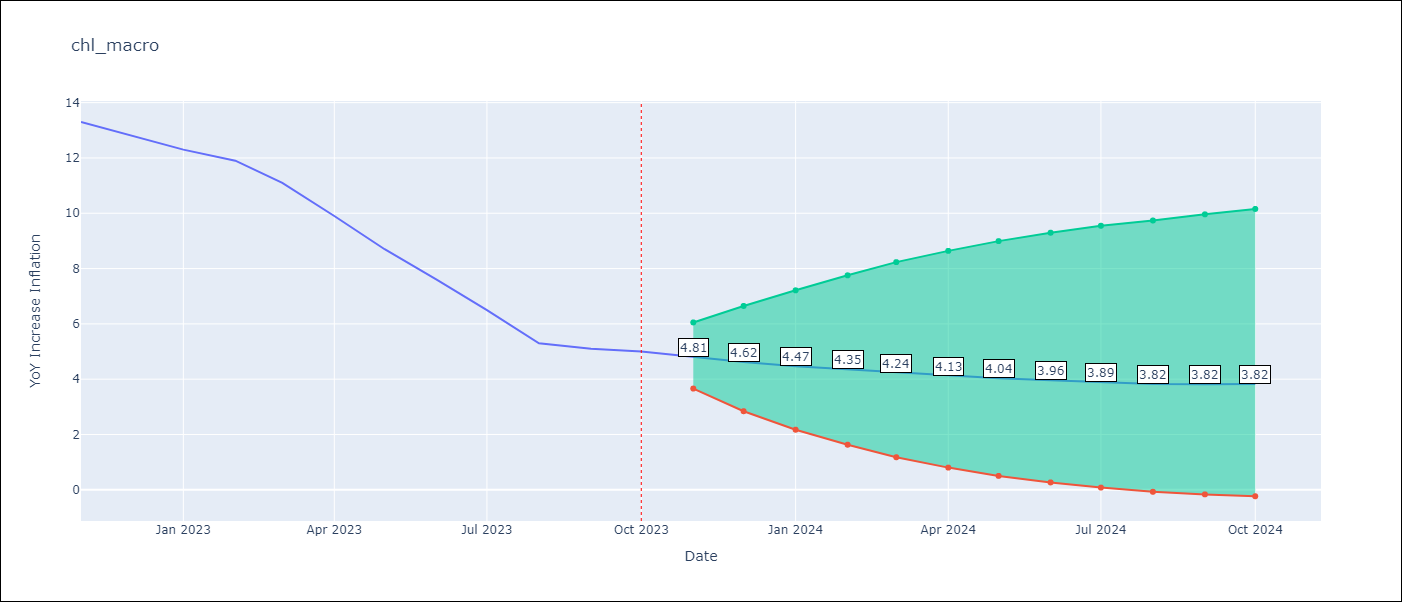 chl_macro
14
12
10
8
6
4
2
0
YoY Increase Inflation
4.81
4.62
4.47
4.35
4.24
4.13
4.04
3.96
3.89
3.82
3.82
3.82
Jan 2023
Apr 2023
Jul 2023
Oct 2023
Jan 2024
Apr 2024
Jul 2024
Oct 2024
Date